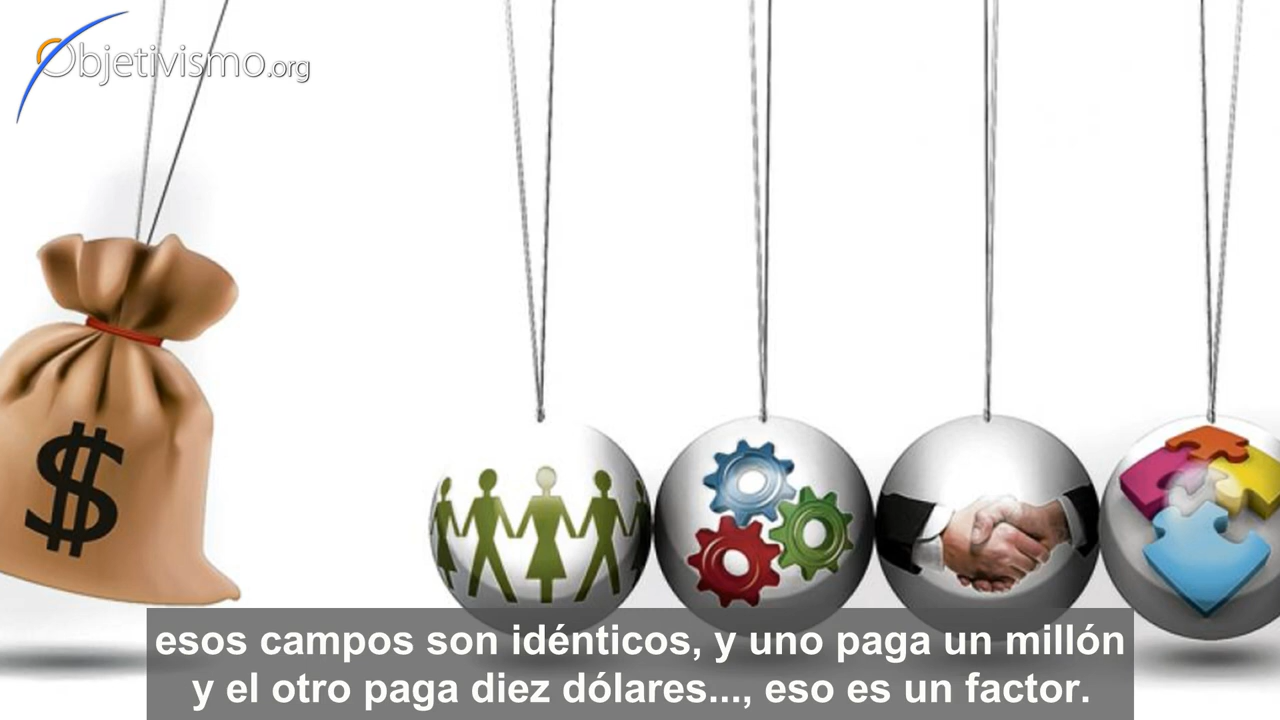 Objetivismo.org
$
esos campos son idénticos, y uno paga un millón
y el otro paga diez dólares..., eso es un factor.